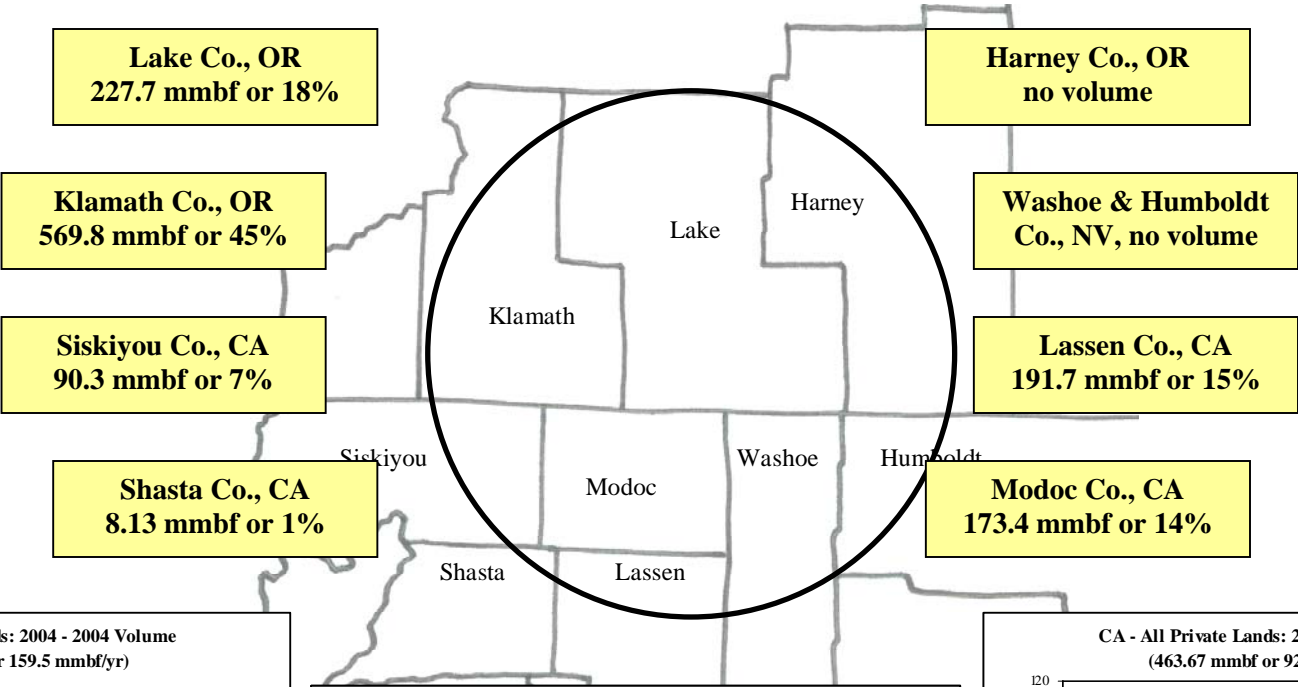 Lake Co., OR
227.7 mmbf or 18%
Harney Co., OR
no volume
Klamath Co., OR
569.8 mmbf or 45%
Washoe & Humboldt
Co., NV, no volume
Harney
Lake
Klamath
Siskiyou Co., CA
90.3 mmbf or 7%
Lassen Co., CA
191.7 mmbf or 15%
Siskiyou
Washoe
Humboldt
Modoc
Shasta Co., CA
8.13 mmbf or 1%
Modoc Co., CA
173.4 mmbf or 14%
Shasta
Lassen
s: 2004 - 2004 Volume
r 159.5 mmbf/yr)
CA - All Private Lands: 2
(463.67 mmbf or 92
120